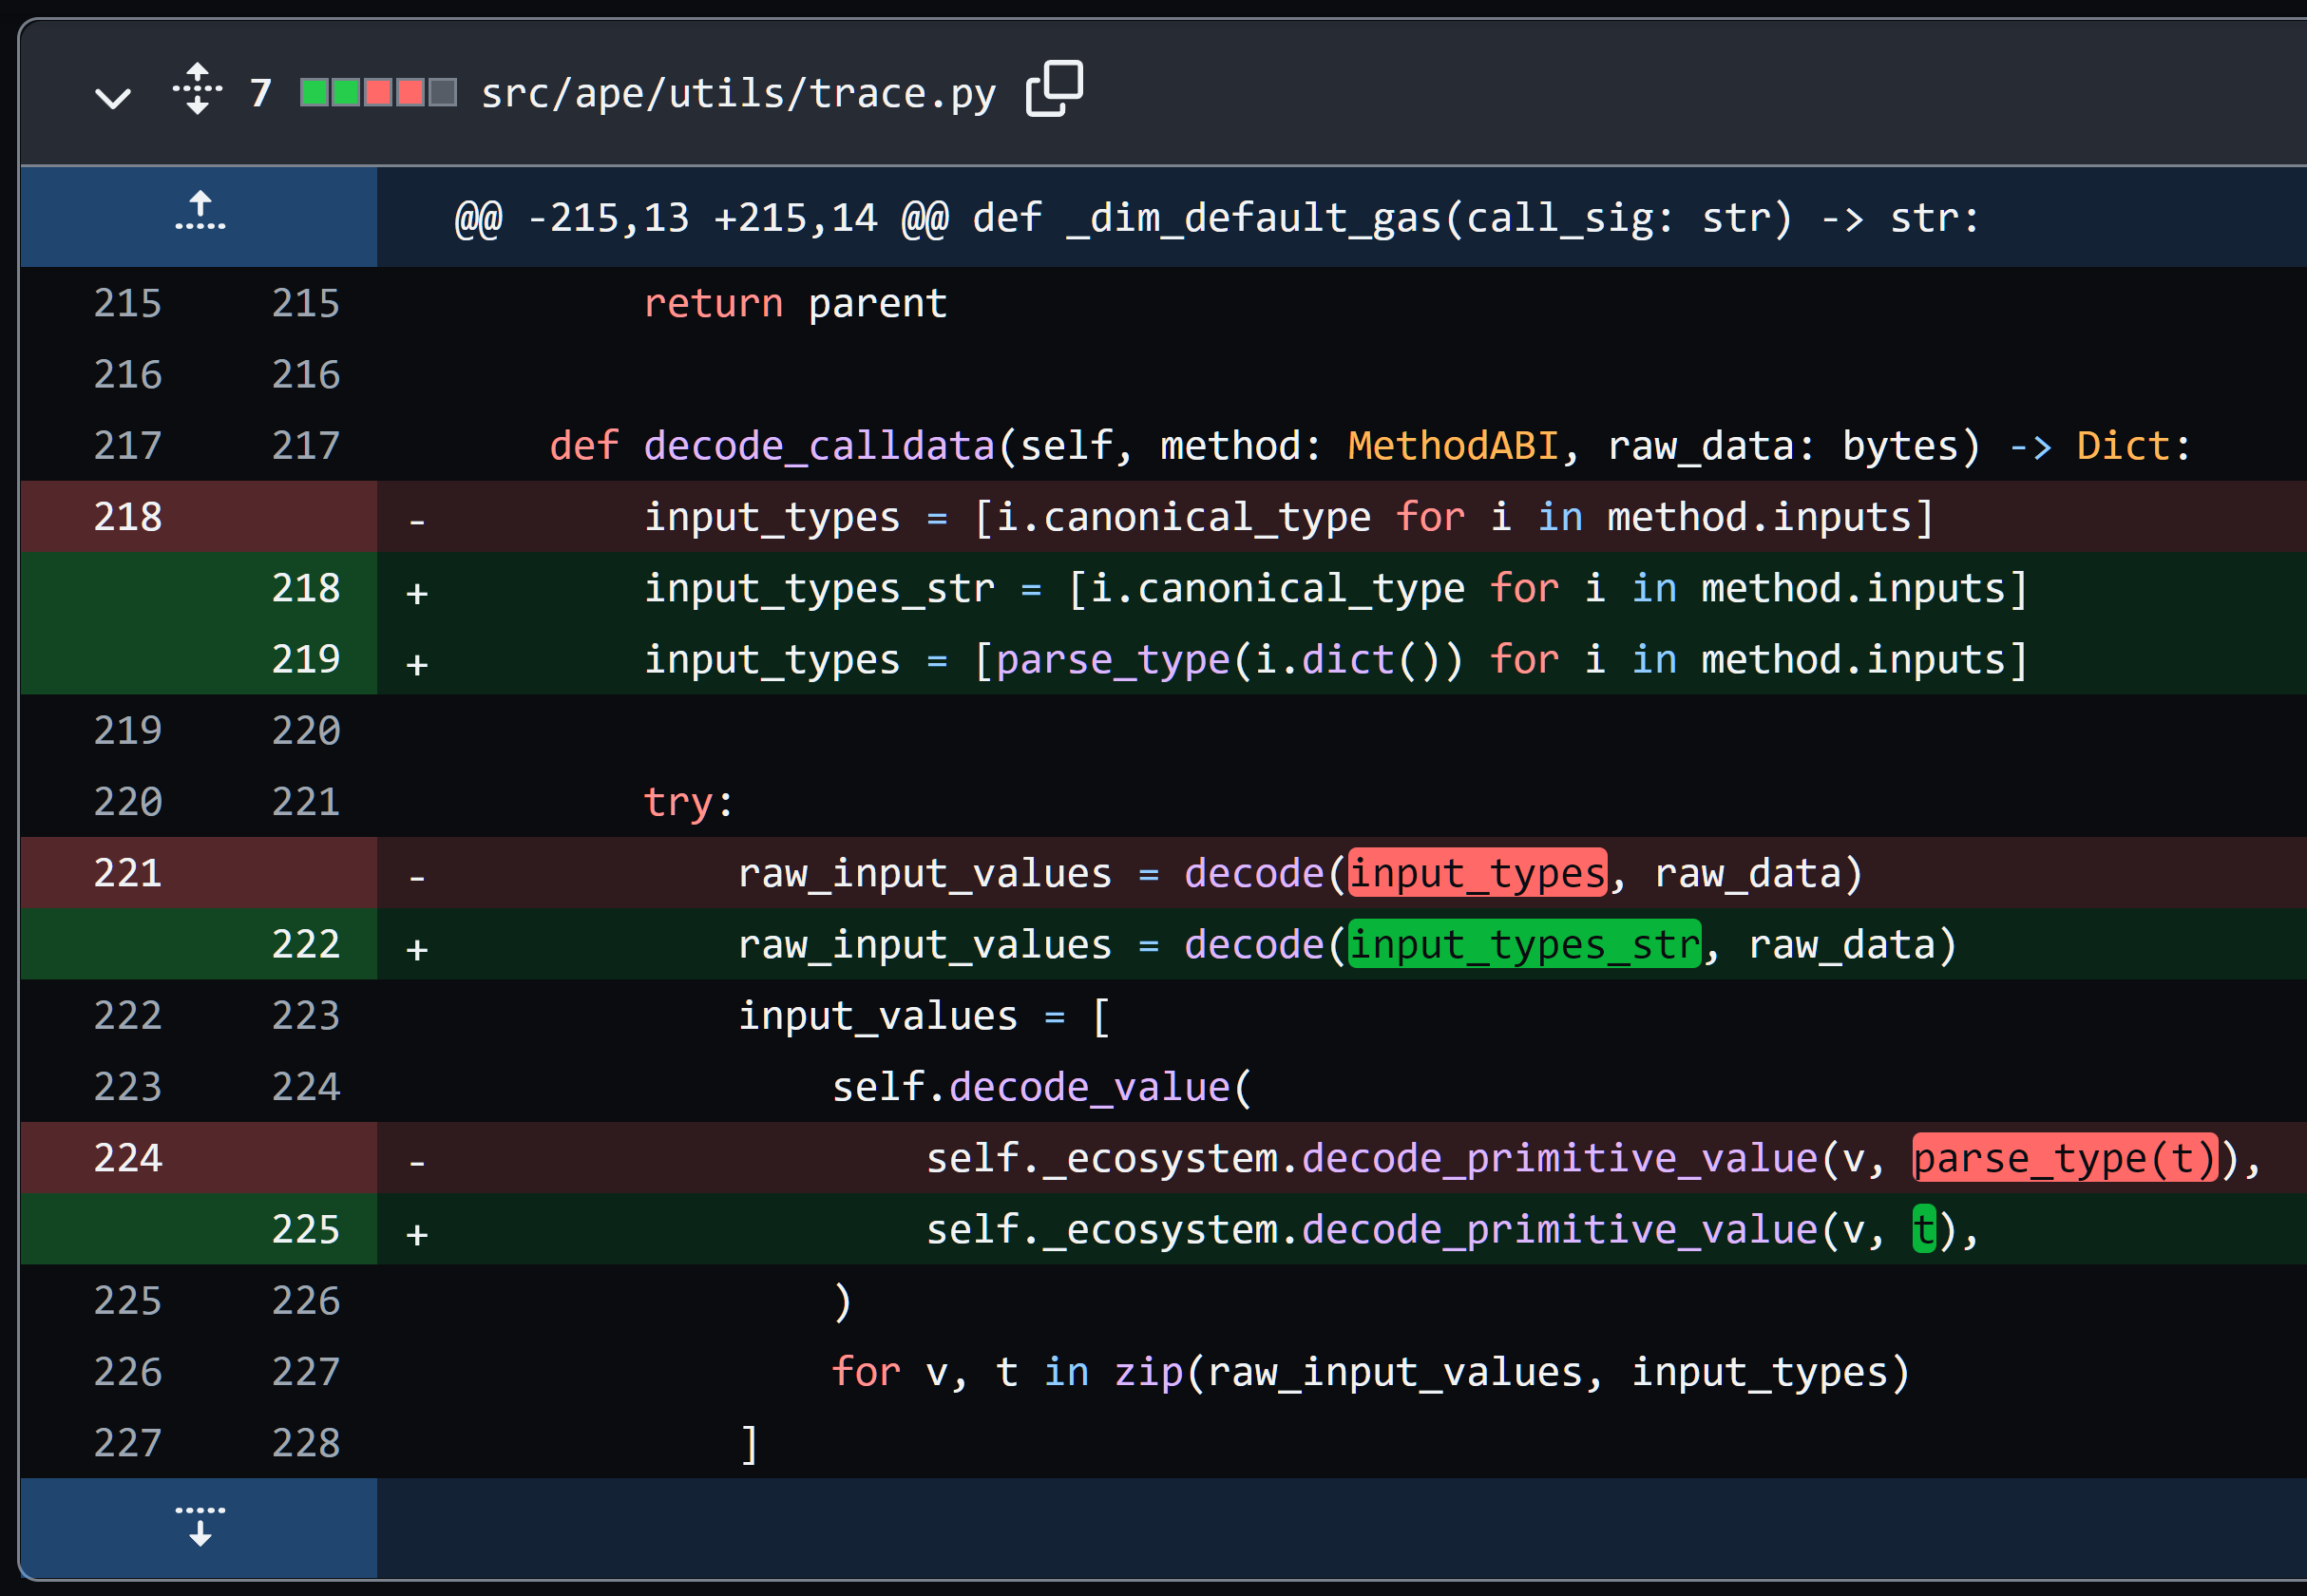 7 src/ape/utils/trace.py
@@ -215,13 +215,14 @@ def _dim_default_gas(call_sig: str) -> str:
215 215 return parent
216 216
217 217 def decode_calldata(self, method: MethodABI, raw_data: bytes) -> Dict:
218 - input_types = [i.canonical_type for i in method.inputs]
218 + input_types_str = [i.canonical_type for i in method.inputs]
219 + input_types = [parse_type(i.dict()) for i in method.inputs]
219 220
220 221 try:
221 - raw_input_values = decode(input_types, raw_data)
222 + raw_input_values = decode(input_types_str, raw_data)
222 223 input_values = [
223 224 self.decode_value(
224 - self._ecosystem.decode_primitive_value(v, parse_type(t)),
225 + self._ecosystem.decode_primitive_value(v, t),
225 226 )
226 227 for v, t in zip(raw_input_values, input_types)
227 228 ]